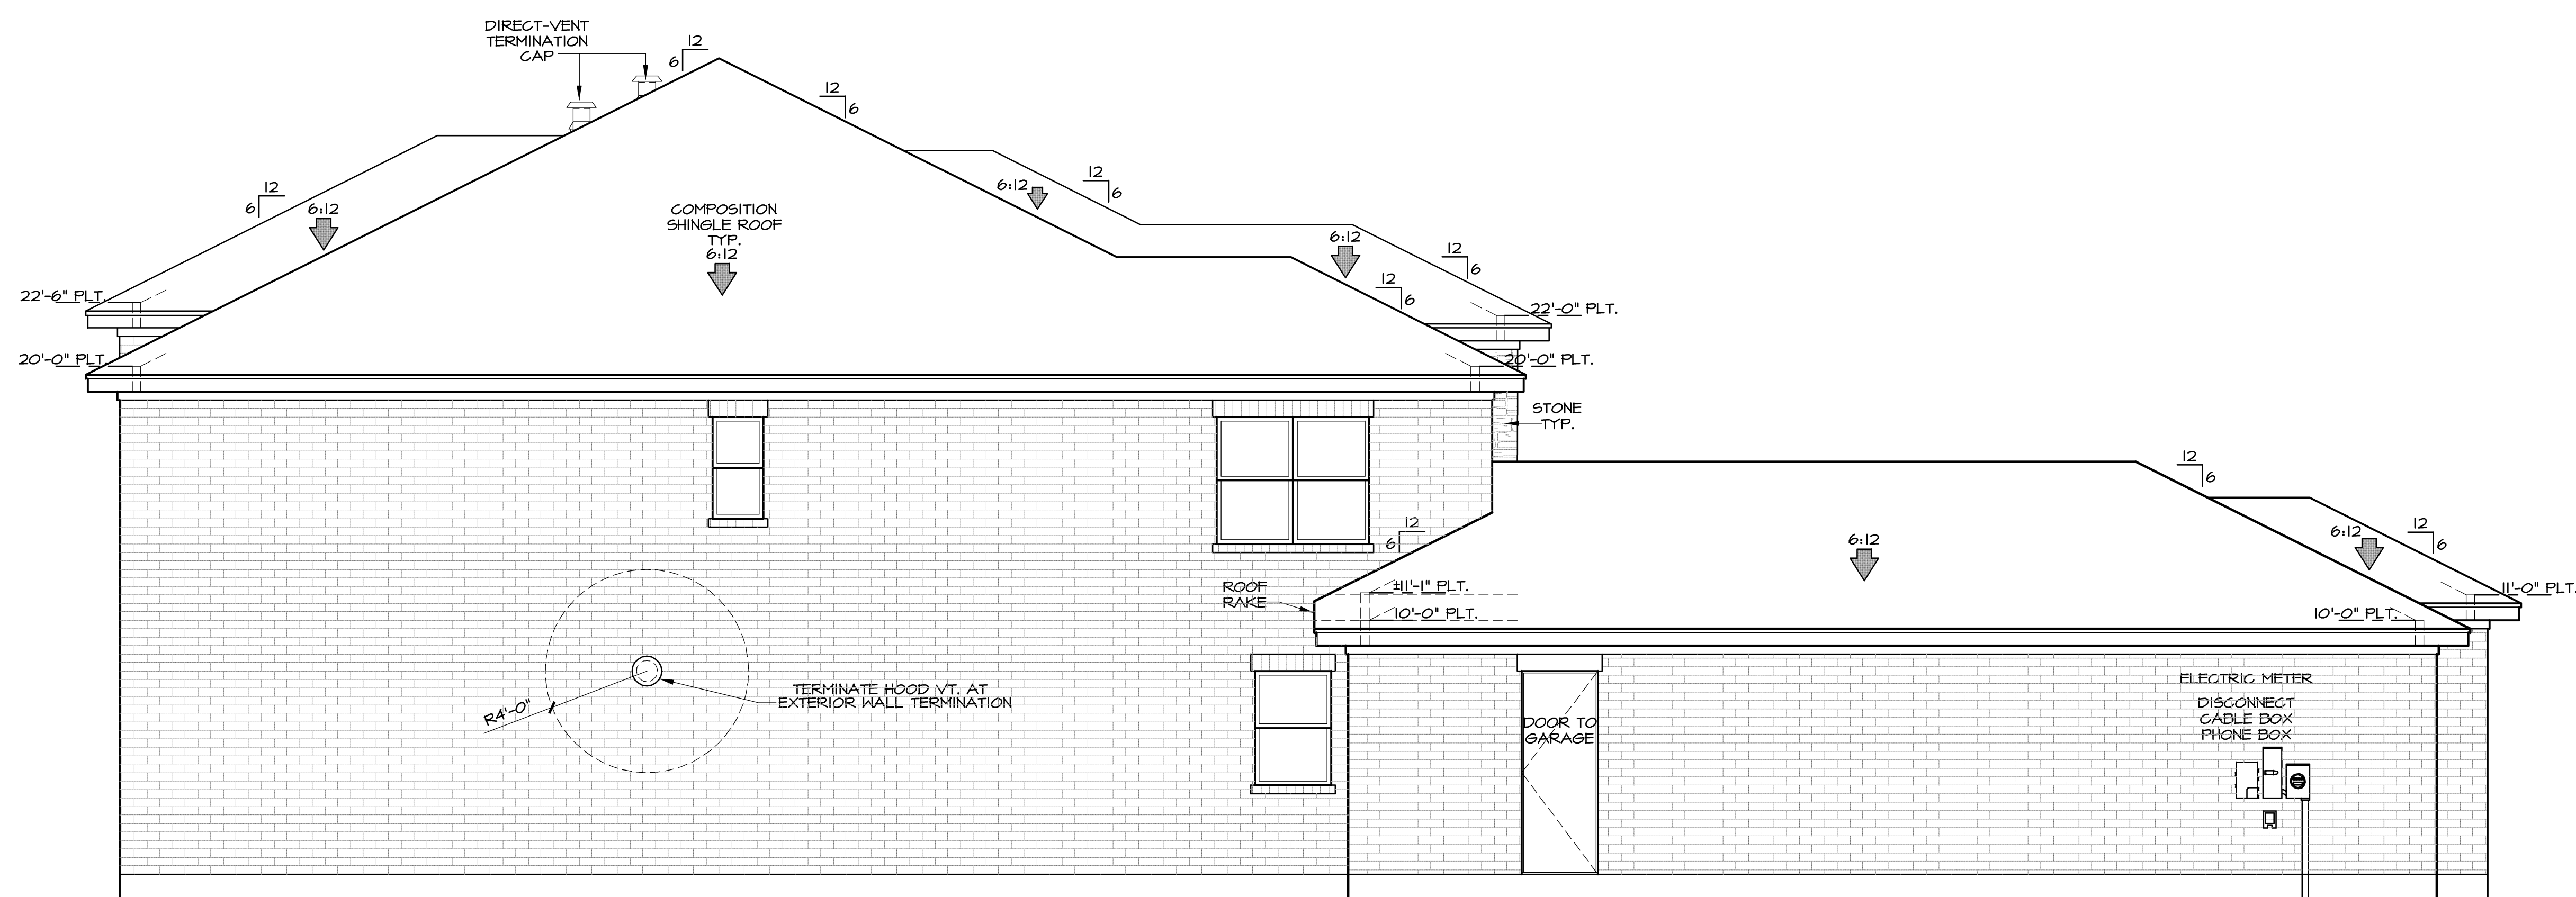 DIRECT-VENT
TERMINATION
CAP
12
6
12
6
12
6
12
6
6:12
12
6
6:12
COMPOSITION
SHINGLE ROOF
TYP.
6:12
6:12
12
6
12
6
22'-6" PLT.
22'-0" PLT.
20'-0" PLT.
20'-0" PLT.
STONE
TYP.
12
6
12
6
12
6
6:12
6:12
ROOF
RAKE
±11'-1" PLT.
10'-0" PLT.
10'-0" PLT.
11'-0" PLT.
R4'-0"
TERMINATE HOOD VT. AT
EXTERIOR WALL TERMINATION
DOOR TO
GARAGE
ELECTRIC METER
DISCONNECT
CABLE BOX
PHONE BOX